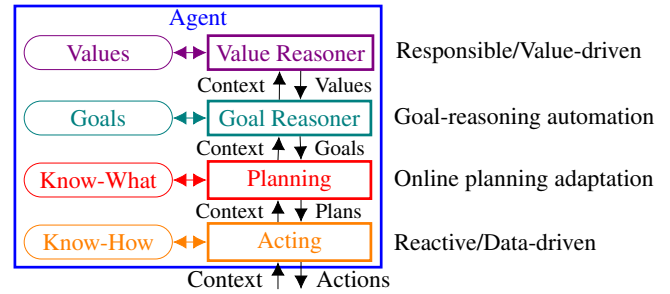 Agent
Values Value Reasoner Responsible/Value-driven
Context Values
Goals Goal Reasoner Goal-reasoning automation
Context Goals
Know-What Planning Online planning adaptation
Context Plans
Know-How Acting Reactive/Data-driven
Context Actions